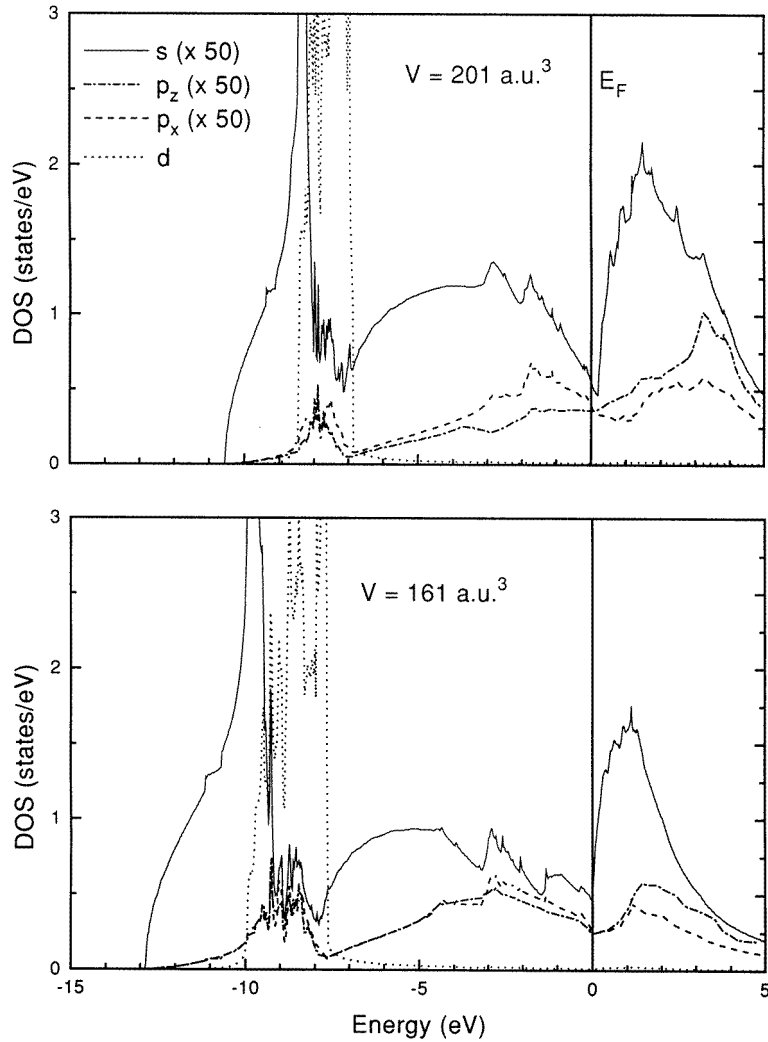 3
s (x 50)
p_z (x 50)
p_x (x 50)
d
V = 201 a.u.³
E_F
2
1
0
DOS (states/eV)
3
V = 161 a.u.³
2
1
0
DOS (states/eV)
-15
-10
-5
0
5
Energy (eV)